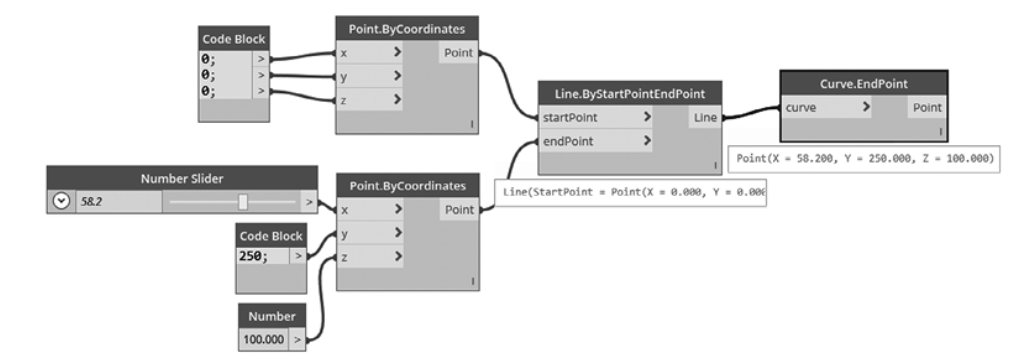 Code Block
0; >
0; >
0; >
Point.ByCoordinates
x > Point
y >
z >
l
Line.ByStartPointEndPoint
startPoint > Line
endPoint >
l
Line(StartPoint = Point(X = 0.000, Y = 0.000
Curve.EndPoint
curve > Point
l
Point(X = 58.200, Y = 250.000, Z = 100.000)
Number Slider
58.2 >
Code Block
250; >
Number
100.000 >
Point.ByCoordinates
x > Point
y >
z >
l